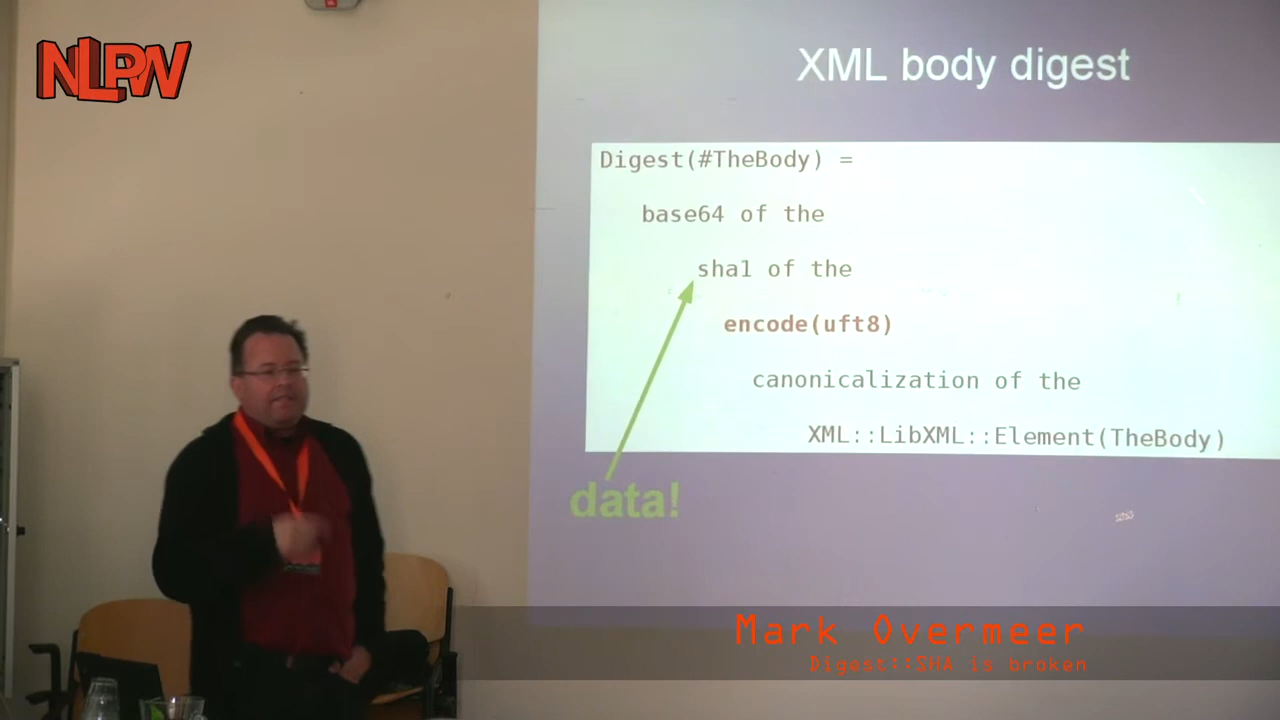 NLPW
XML body digest
Digest(#TheBody) =
base64 of the
sha1 of the
encode(uft8)
canonicalization of the
XML::LibXML::Element(TheBody)
data!
Mark Overmeer
Digest::SHA is broken